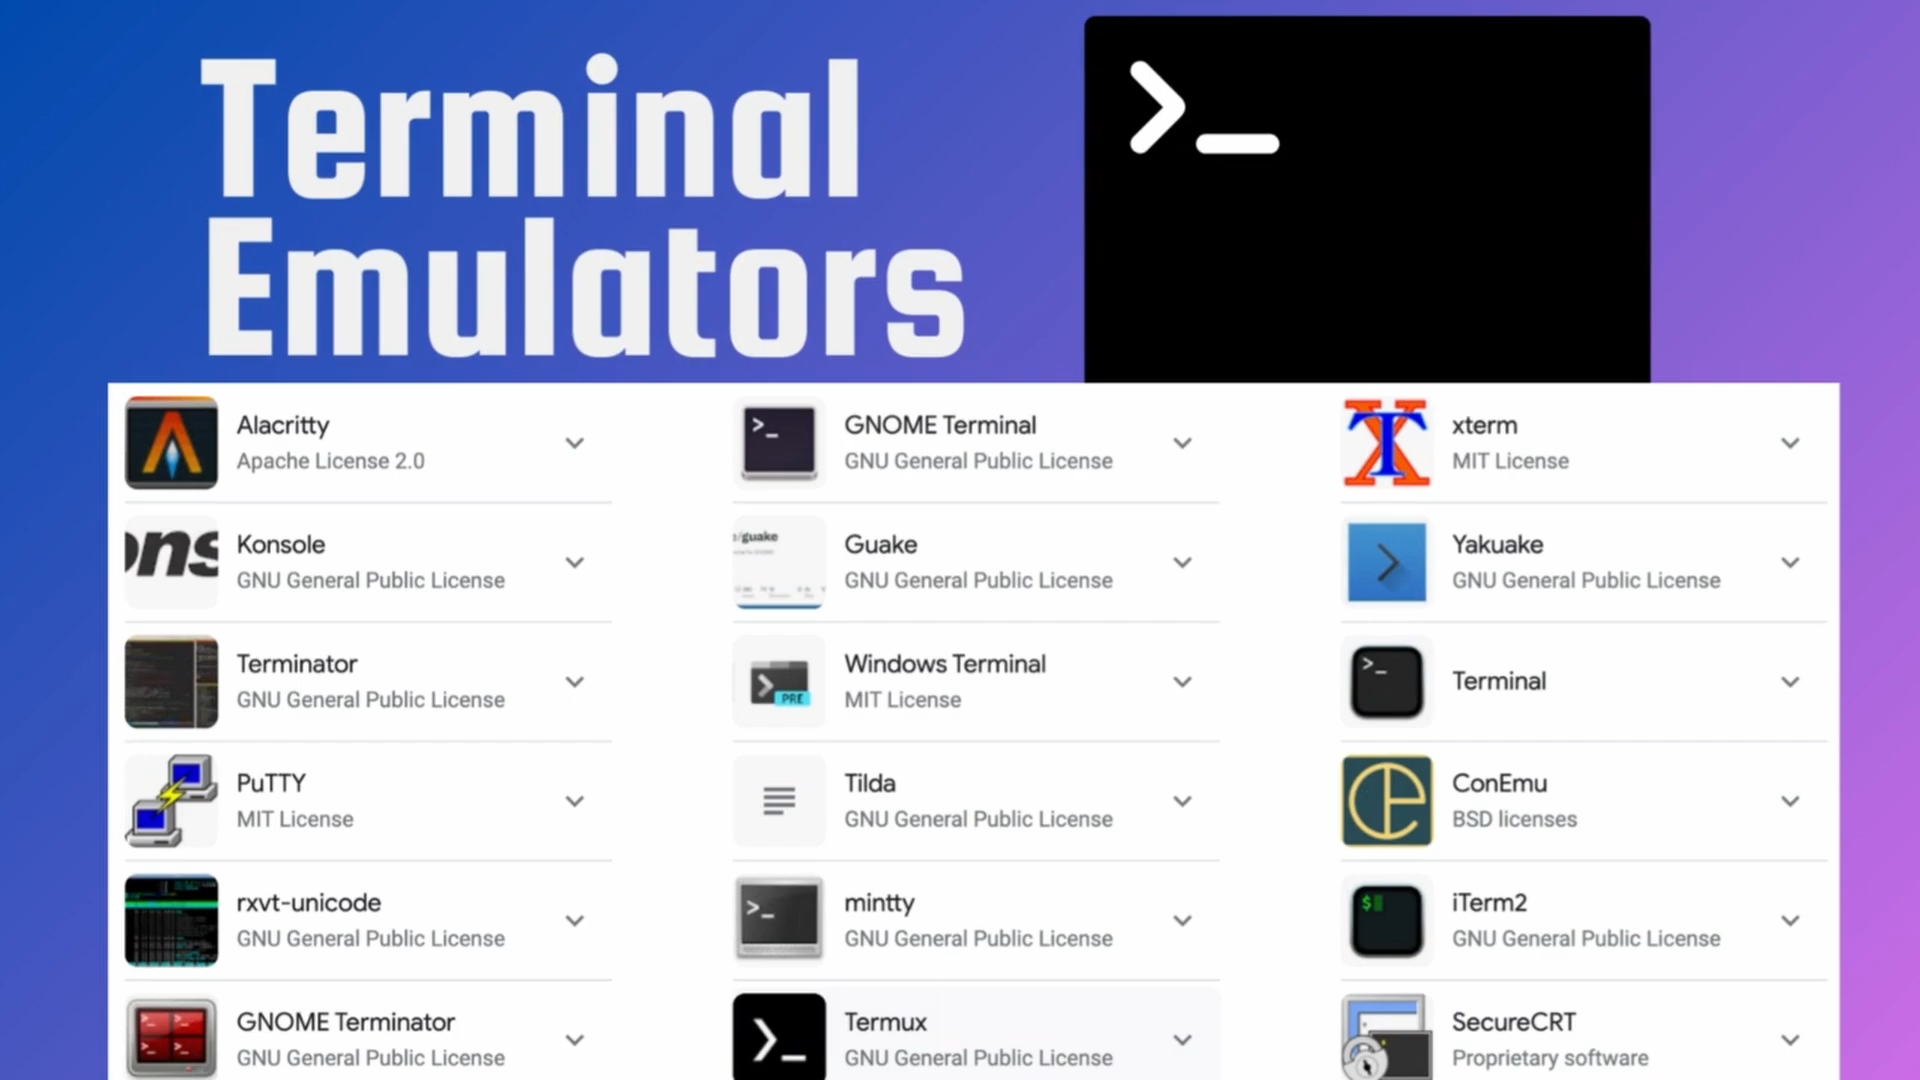 Terminal
Emulators
Alacritty
Apache License 2.0
GNOME Terminal
GNU General Public License
xterm
MIT License
ons
Konsole
GNU General Public License
/guake
Guake
GNU General Public License
Yakuake
GNU General Public License
Terminator
GNU General Public License
PRE
Windows Terminal
MIT License
Terminal
PuTTY
MIT License
Tilda
GNU General Public License
ConEmu
BSD licenses
rxvt-unicode
GNU General Public License
mintty
GNU General Public License
$
iTerm2
GNU General Public License
GNOME Terminator
GNU General Public License
Termux
GNU General Public License
SecureCRT
Proprietary software